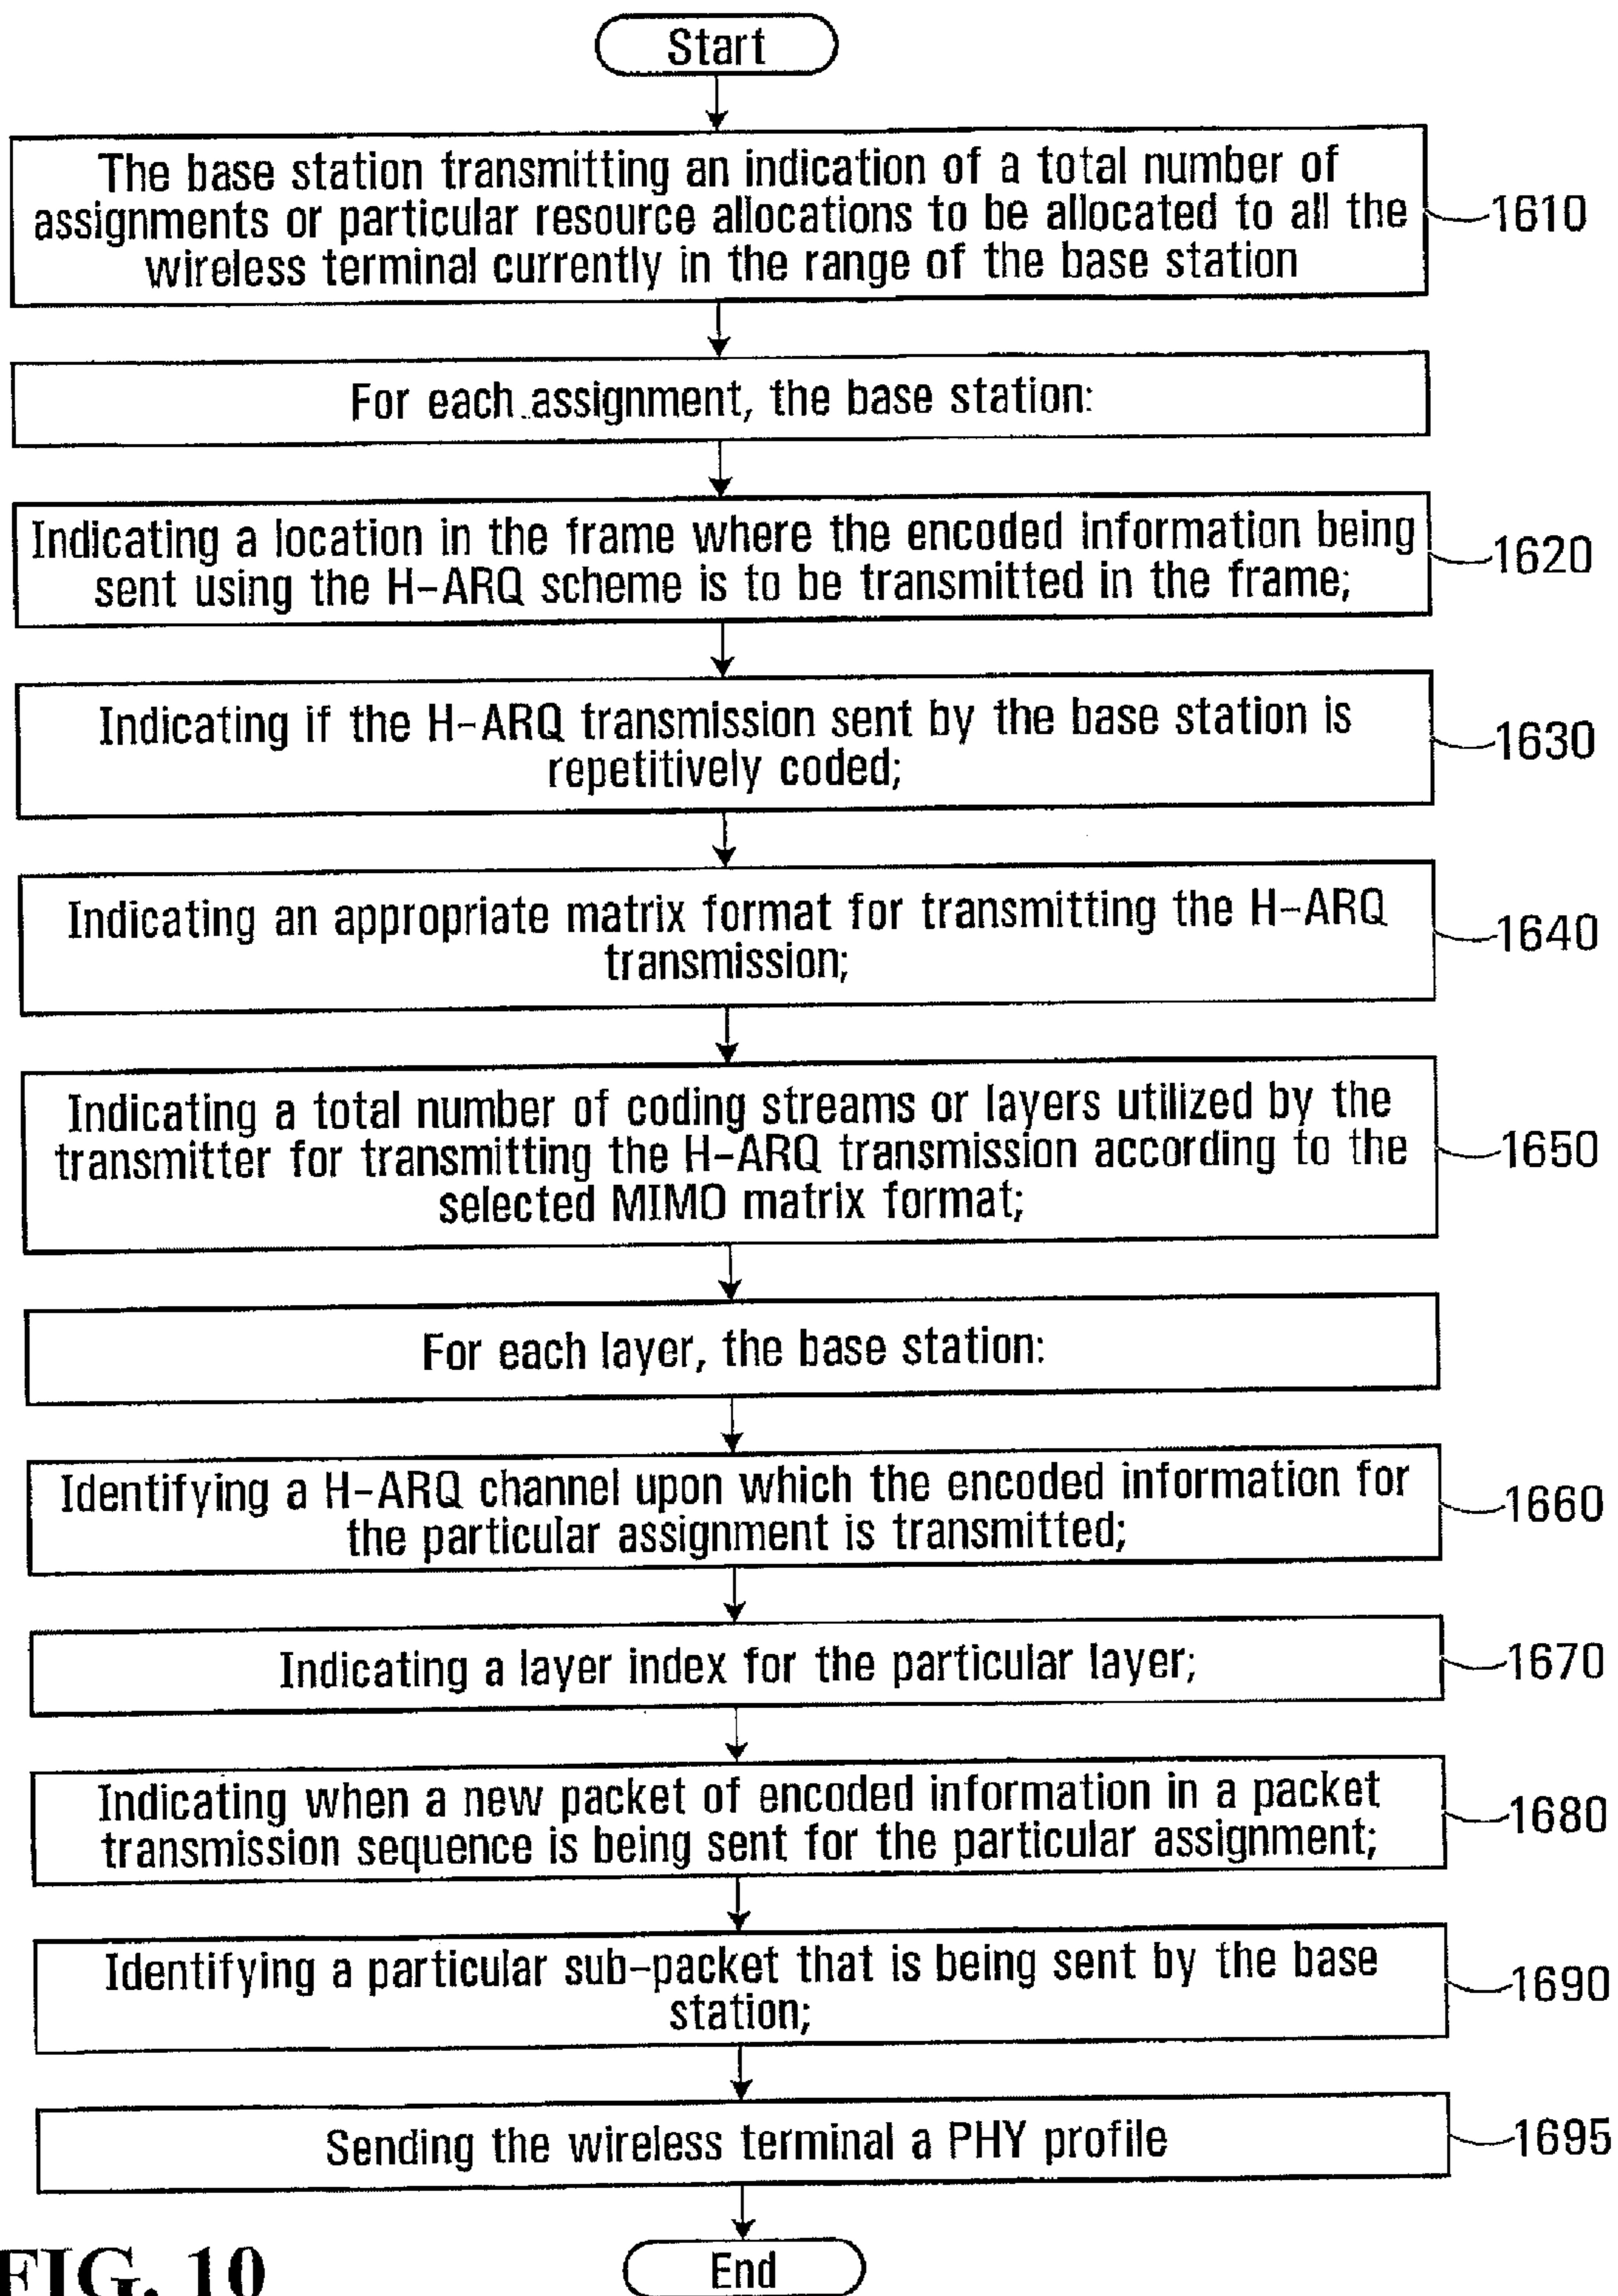 Start
The base station transmitting an indication of a total number of
assignments or particular resource allocations to be allocated to all the
wireless terminal currently in the range of the base station
1610
For each assignment, the base station:
Indicating a location in the frame where the encoded information being
sent using the H-ARQ scheme is to be transmitted in the frame;
1620
Indicating if the H-ARQ transmission sent by the base station is
repetitively coded;
1630
Indicating an appropriate matrix format for transmitting the H-ARQ
transmission;
1640
Indicating a total number of coding streams or layers utilized by the
transmitter for transmitting the H-ARQ transmission according to the
selected MIMO matrix format;
1650
For each layer, the base station:
Identifying a H-ARQ channel upon which the encoded information for
the particular assignment is transmitted;
1660
Indicating a layer index for the particular layer;
1670
Indicating when a new packet of encoded information in a packet
transmission sequence is being sent for the particular assignment;
1680
Identifying a particular sub-packet that is being sent by the base
station;
1690
Sending the wireless terminal a PHY profile
1695
End
FIG. 10